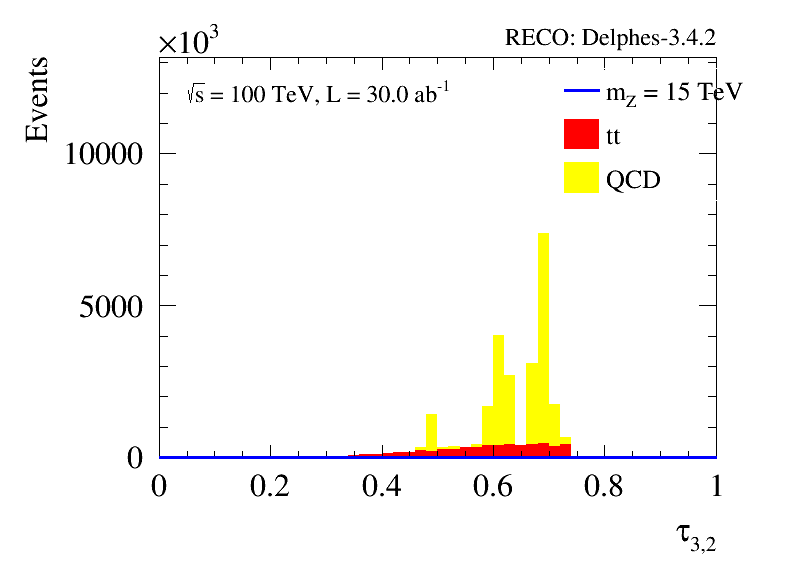 ×10³
RECO: Delphes-3.4.2
Events
√s = 100 TeV, L = 30.0 ab⁻¹
m_Z = 15 TeV
tt
QCD
10000
5000
0
0 0.2 0.4 0.6 0.8 1
τ_3,2